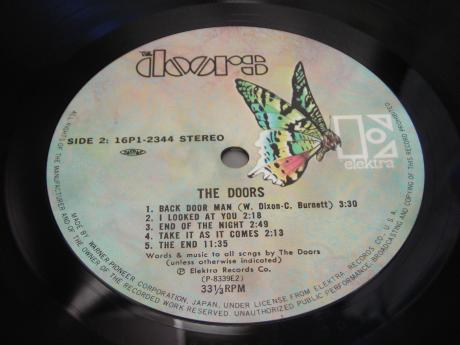 THE
DOORS
elektra
SIDE 2: 16P1-2344 STEREO
THE DOORS
1. BACK DOOR MAN (W. Dixon-C. Burnett) 3:30
2. I LOOKED AT YOU 2:18
3. END OF THE NIGHT 2:49
4. TAKE IT AS IT COMES 2:13
5. THE END 11:35
Words & music to all songs by The Doors
(unless otherwise indicated)
Ⓟ Elektra Records Co.
(P-8339E2)
33⅓RPM
MADE BY WARNER-PIONEER CORPORATION, JAPAN, UNDER LICENSE FROM ELEKTRA RECORDS CO., U.S.A.
ALL RIGHTS OF THE MANUFACTURER AND OF THE OWNER OF THE RECORDED WORK RESERVED. UNAUTHORIZED PUBLIC PERFORMANCE, BROADCASTING AND COPYING OF THIS RECORD PROHIBITED